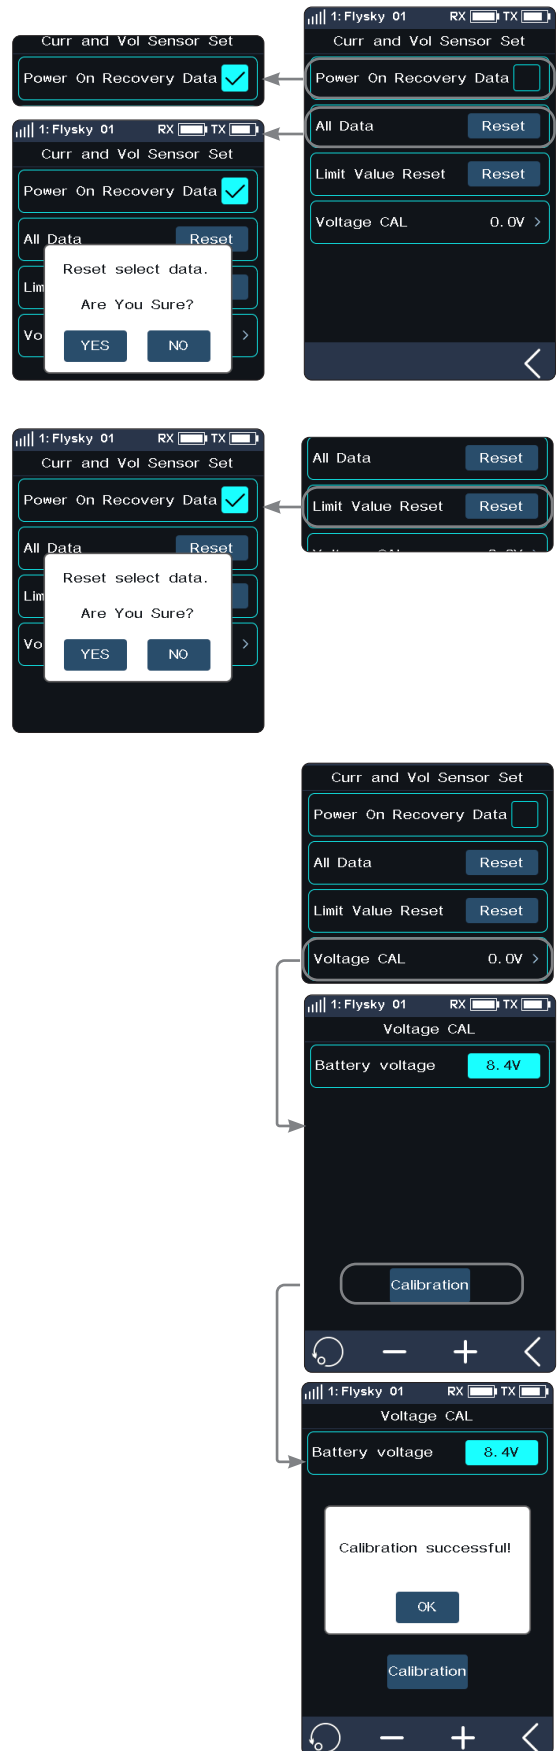 Curr and Vol Sensor Set
Power On Recovery Data
1: Flysky 01 RX TX
Curr and Vol Sensor Set
Power On Recovery Data
All Data Reset
Limit Value Reset Reset
Voltage CAL 0.0V >
1: Flysky 01 RX TX
Curr and Vol Sensor Set
Power On Recovery Data
All Data Reset
Lim
Vo >
Reset select data.
Are You Sure?
YES NO
1: Flysky 01 RX TX
Curr and Vol Sensor Set
Power On Recovery Data
All Data Reset
Lim
Vo >
Reset select data.
Are You Sure?
YES NO
All Data Reset
Limit Value Reset Reset
Curr and Vol Sensor Set
Power On Recovery Data
All Data Reset
Limit Value Reset Reset
Voltage CAL 0.0V >
1: Flysky 01 RX TX
Voltage CAL
Battery voltage 8.4V
Calibration
1: Flysky 01 RX TX
Voltage CAL
Battery voltage 8.4V
Calibration successful!
OK
Calibration